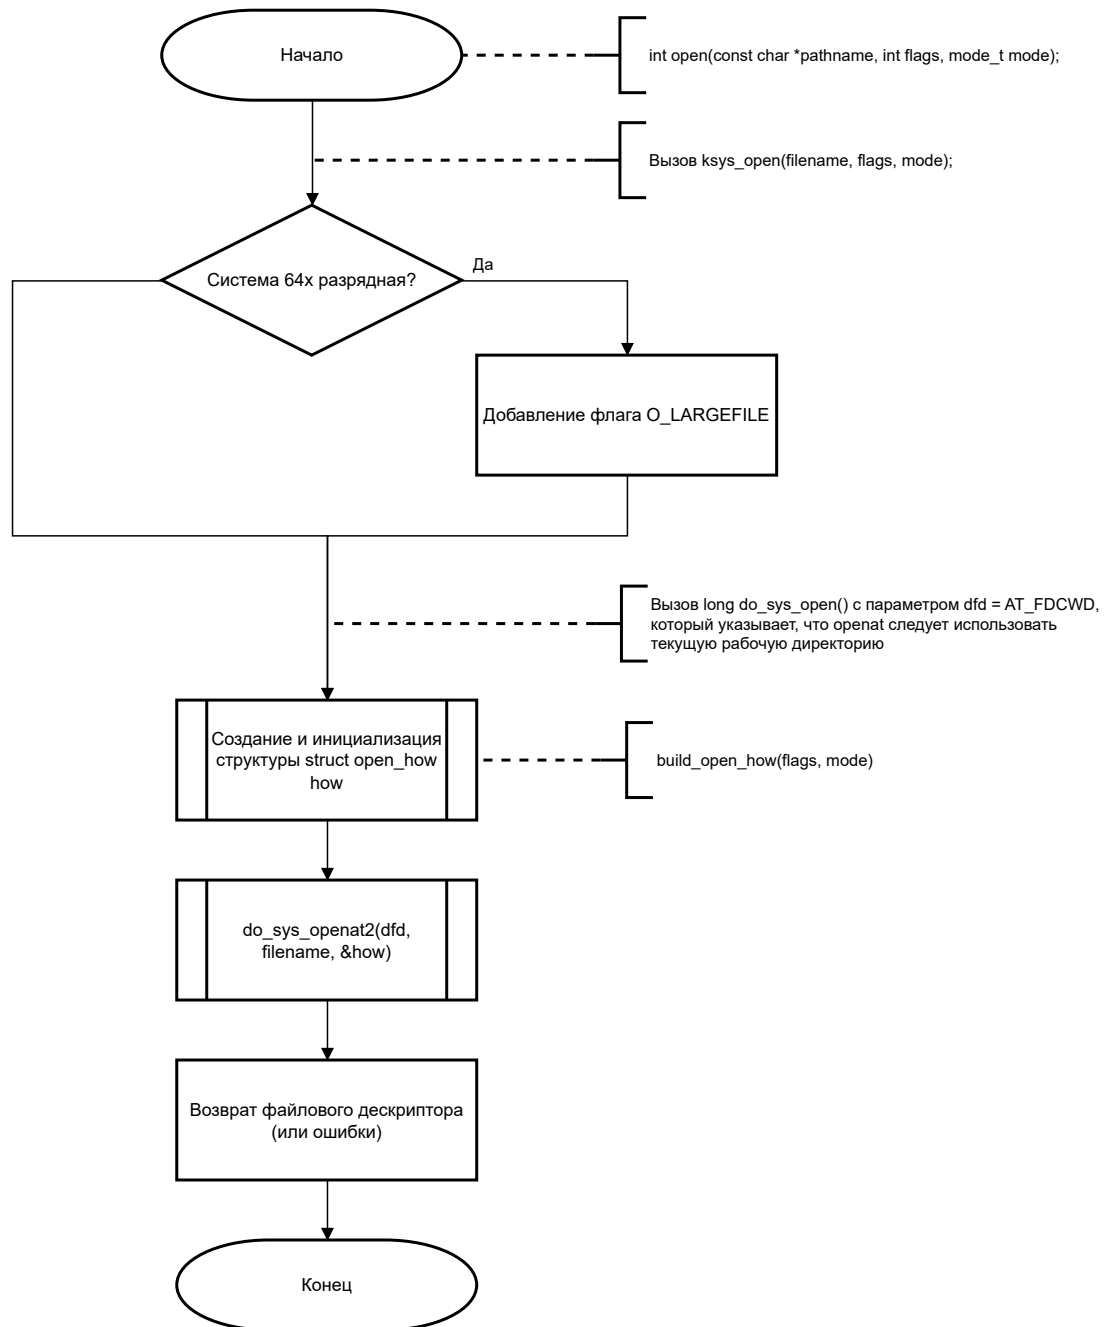 Начало
int open(const char *pathname, int flags, mode_t mode);
Вызов ksys_open(filename, flags, mode);
Система 64х разрядная?
Да
Добавление флага O_LARGEFILE
Вызов long do_sys_open() с параметром dfd = AT_FDCWD,
который указывает, что openat следует использовать
текущую рабочую директорию
Создание и инициализация
структуры struct open_how
how
build_open_how(flags, mode)
do_sys_openat2(dfd,
filename, &how)
Возврат файлового дескриптора
(или ошибки)
Конец